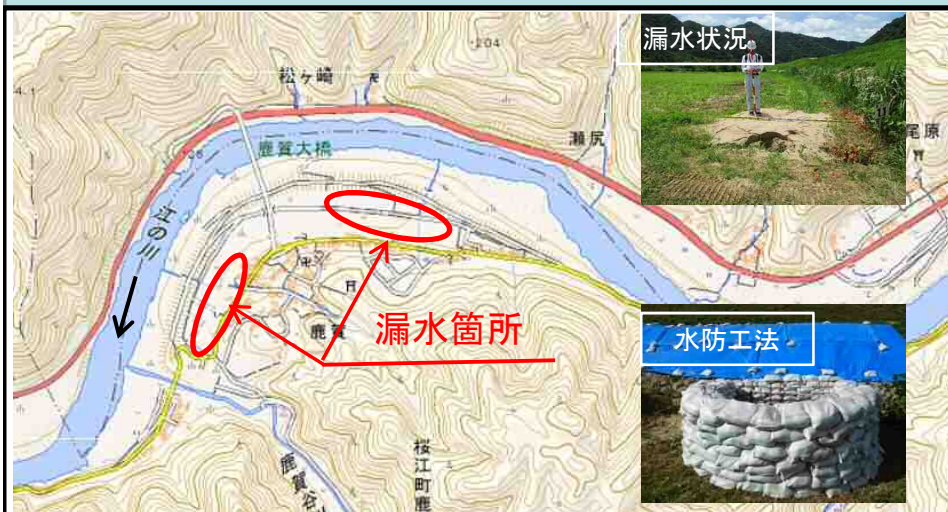 漏水状況
・204
松ヶ崎
瀬尻
尾原
鹿賀大橋
江の川
鹿賀
漏水箇所
水防工法
桜江町鹿
鹿賀谷